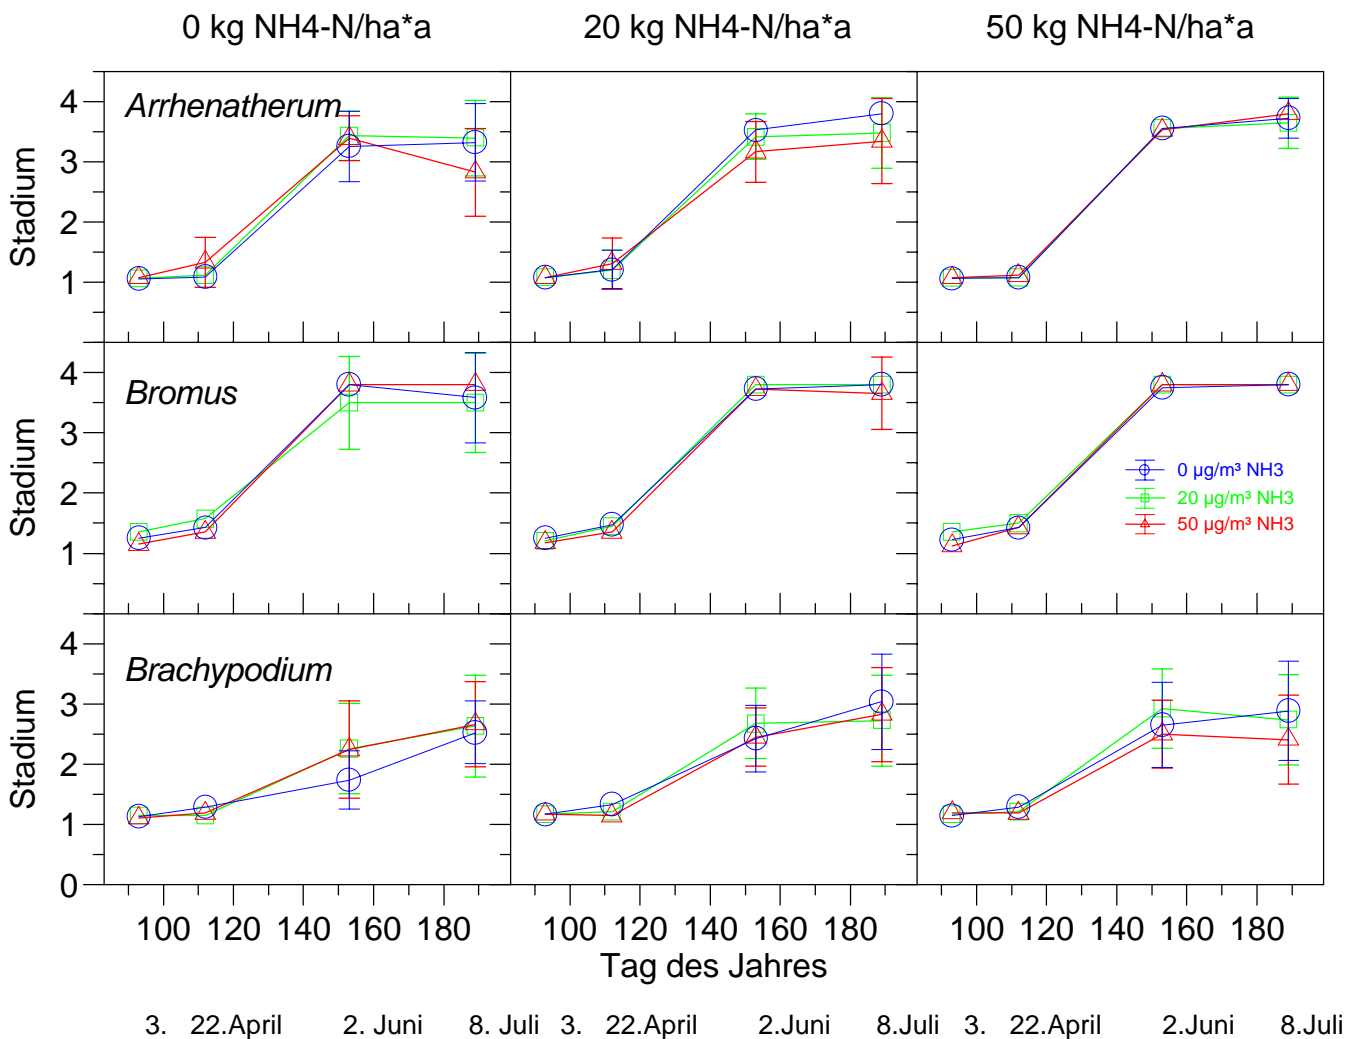 0 kg NH4-N/ha*a 20 kg NH4-N/ha*a 50 kg NH4-N/ha*a
Arrhenatherum
4
3
2
1
Stadium
Bromus
4
3
2
1
Stadium
0 µg/m³ NH3
20 µg/m³ NH3
50 µg/m³ NH3
Brachypodium
4
3
2
1
0
Stadium
100 120 140 160 180 100 120 140 160 180 100 120 140 160 180
Tag des Jahres
3. 22.April 2. Juni 8. Juli 3. 22.April 2.Juni 8.Juli 3. 22.April 2.Juni 8.Juli